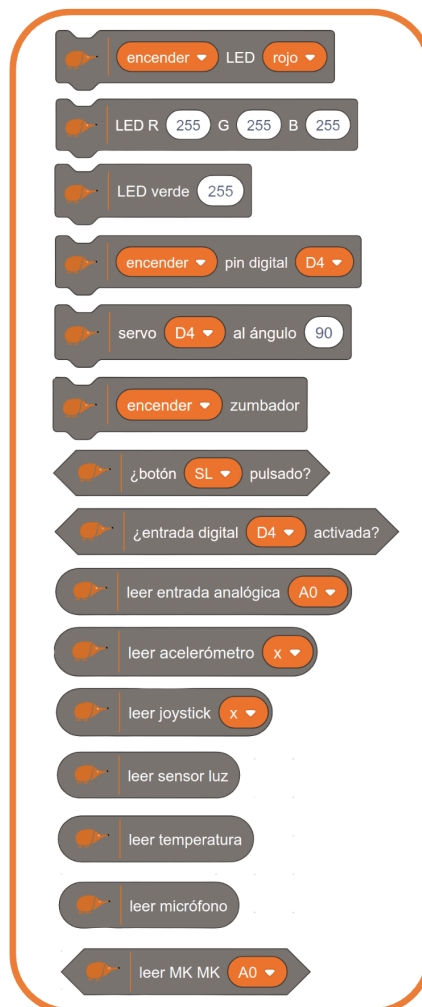 encender LED rojo
LED R 255 G 255 B 255
LED verde 255
encender pin digital D4
servo D4 al ángulo 90
encender zumbador
¿botón SL pulsado?
¿entrada digital D4 activada?
leer entrada analógica A0
leer acelerómetro x
leer joystick x
leer sensor luz
leer temperatura
leer micrófono
leer MK MK A0